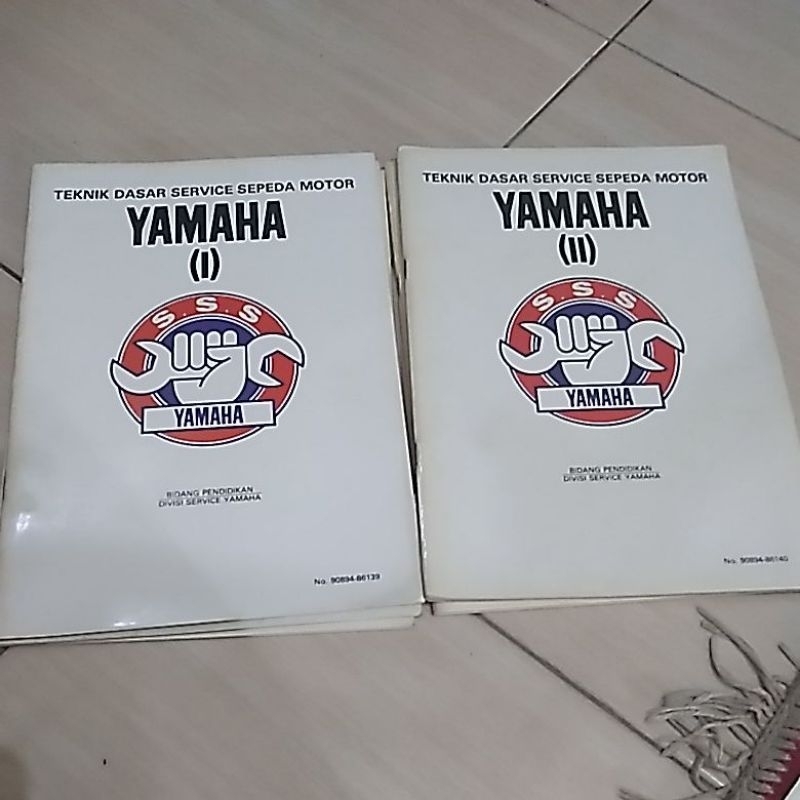 TEKNIK DASAR SERVICE SEPEDA MOTOR
YAMAHA
(I)
S.S.S
YAMAHA
BIDANG PENDIDIKAN
DIVISI SERVICE YAMAHA
No. 90894-86139
TEKNIK DASAR SERVICE SEPEDA MOTOR
YAMAHA
(II)
S.S.S
YAMAHA
BIDANG PENDIDIKAN
DIVISI SERVICE YAMAHA
No. 90894-86140